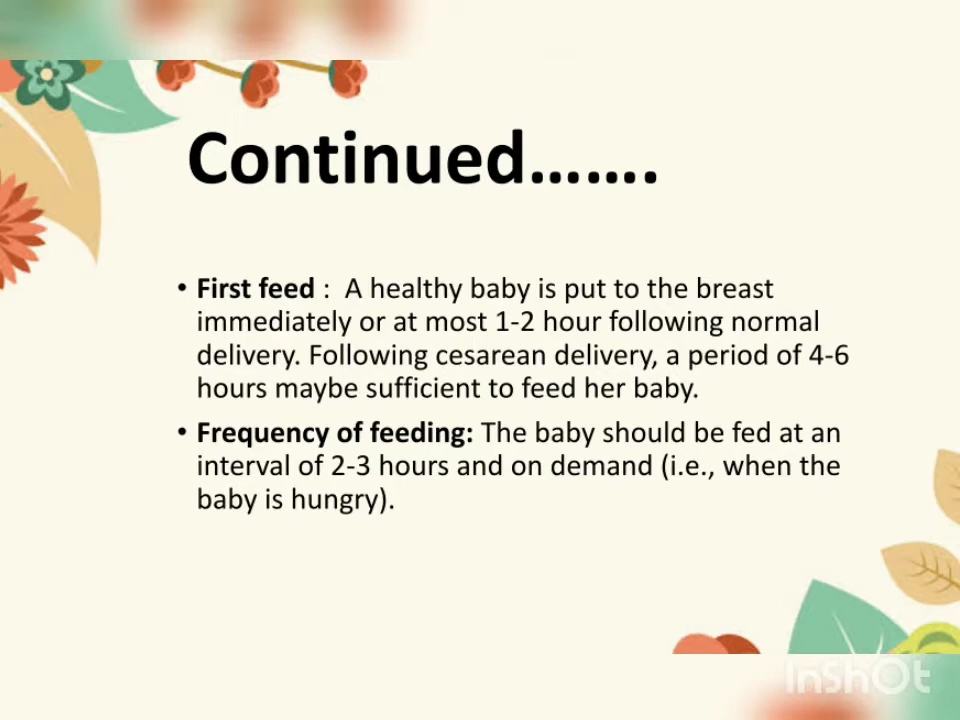 Continued…….
• First feed :  A healthy baby is put to the breast
immediately or at most 1-2 hour following normal
delivery. Following cesarean delivery, a period of 4-6
hours maybe sufficient to feed her baby.
• Frequency of feeding: The baby should be fed at an
interval of 2-3 hours and on demand (i.e., when the
baby is hungry).
InShOt